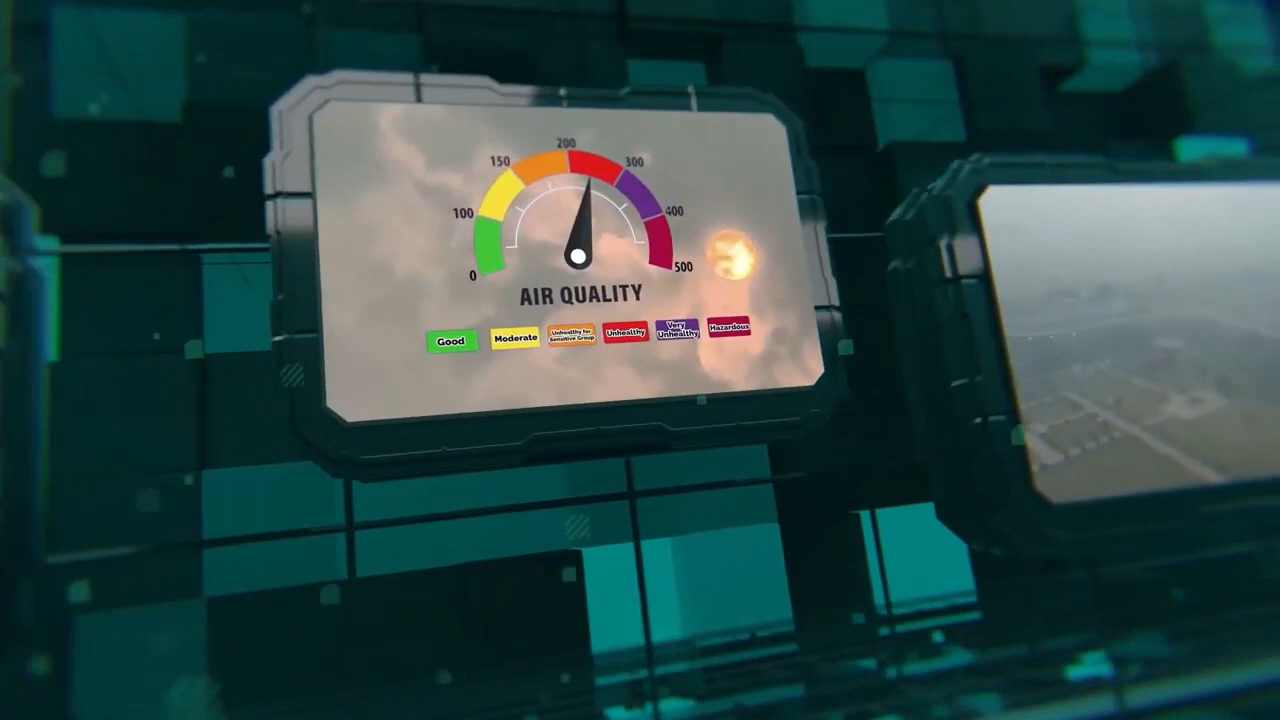 200
150
300
100
400
0
500
AIR QUALITY
Good
Moderate
Unhealthy for
Sensitive Group
Unhealthy
Very
Unhealthy
Hazardous